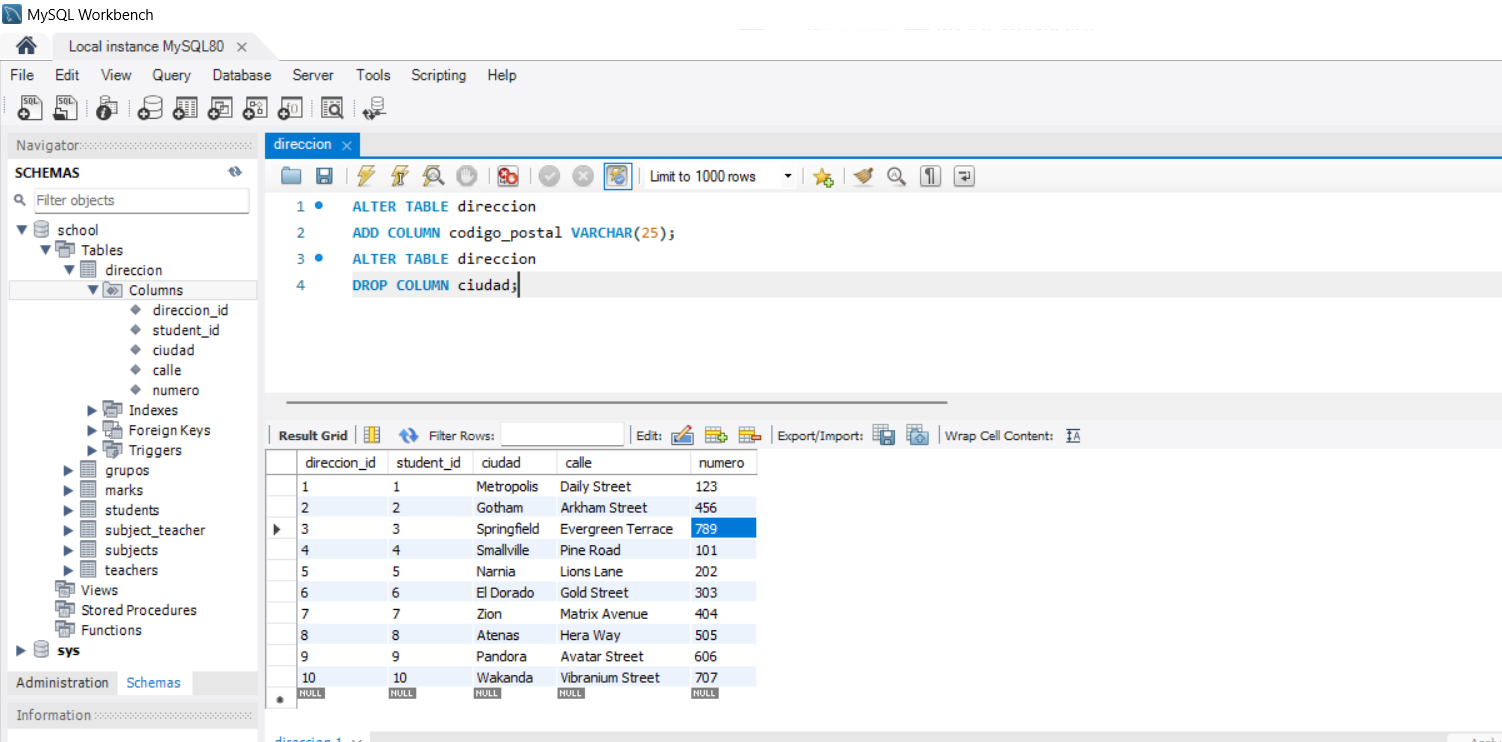 MySQL Workbench
Local instance MySQL80
File Edit View Query Database Server Tools Scripting Help
Navigator
SCHEMAS
Filter objects
school
Tables
direccion
Columns
direccion_id
student_id
ciudad
calle
numero
Indexes
Foreign Keys
Triggers
grupos
marks
students
subject_teacher
subjects
teachers
Views
Stored Procedures
Functions
sys
Administration Schemas
Information
direccion
Limit to 1000 rows
1 ALTER TABLE direccion
2 ADD COLUMN codigo_postal VARCHAR(25);
3 ALTER TABLE direccion
4 DROP COLUMN ciudad;
Result Grid Filter Rows: Edit: Export/Import: Wrap Cell Content:
direccion_id student_id ciudad calle numero
1 1 Metropolis Daily Street 123
2 2 Gotham Arkham Street 456
3 3 Springfield Evergreen Terrace 789
4 4 Smallville Pine Road 101
5 5 Narnia Lions Lane 202
6 6 El Dorado Gold Street 303
7 7 Zion Matrix Avenue 404
8 8 Atenas Hera Way 505
9 9 Pandora Avatar Street 606
10 10 Wakanda Vibranium Street 707
NULL NULL NULL NULL NULL
direccion 1